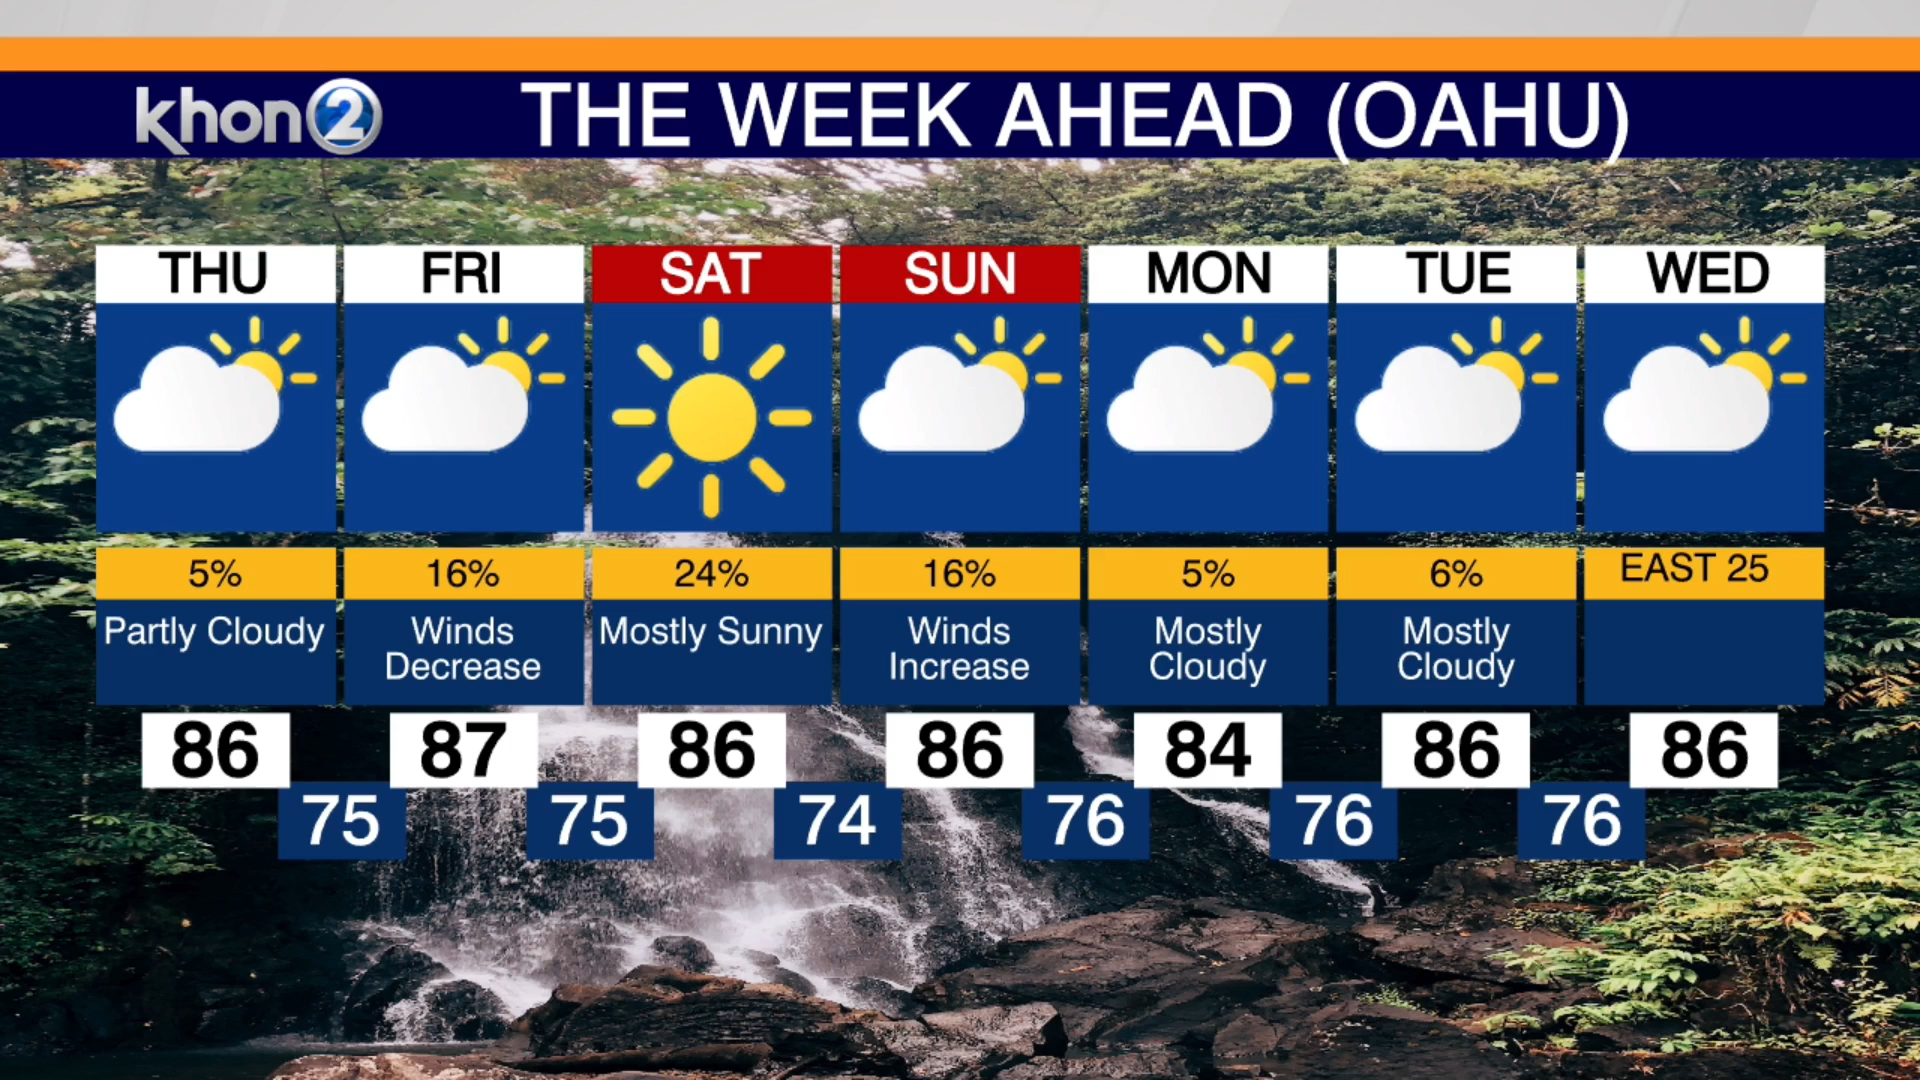 khon2 THE WEEK AHEAD (OAHU)
THU FRI SAT SUN MON TUE WED
5% 16% 24% 16% 5% 6% EAST 25
Partly Cloudy
Winds
Decrease
Mostly Sunny
Winds
Increase
Mostly
Cloudy
Mostly
Cloudy
86 87 86 86 84 86 86
75 75 74 76 76 76